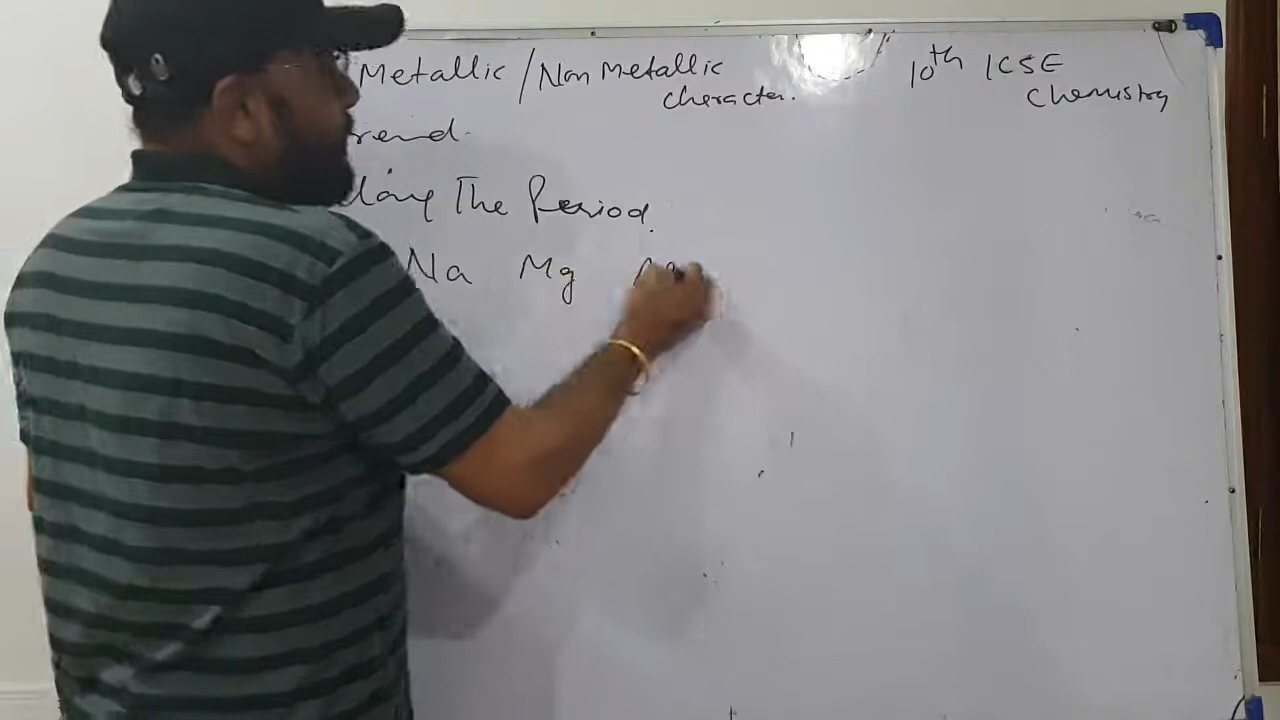 Metallic / Non Metallic
character.
10th ICSE
Chemistry
The Period.
Na Mg